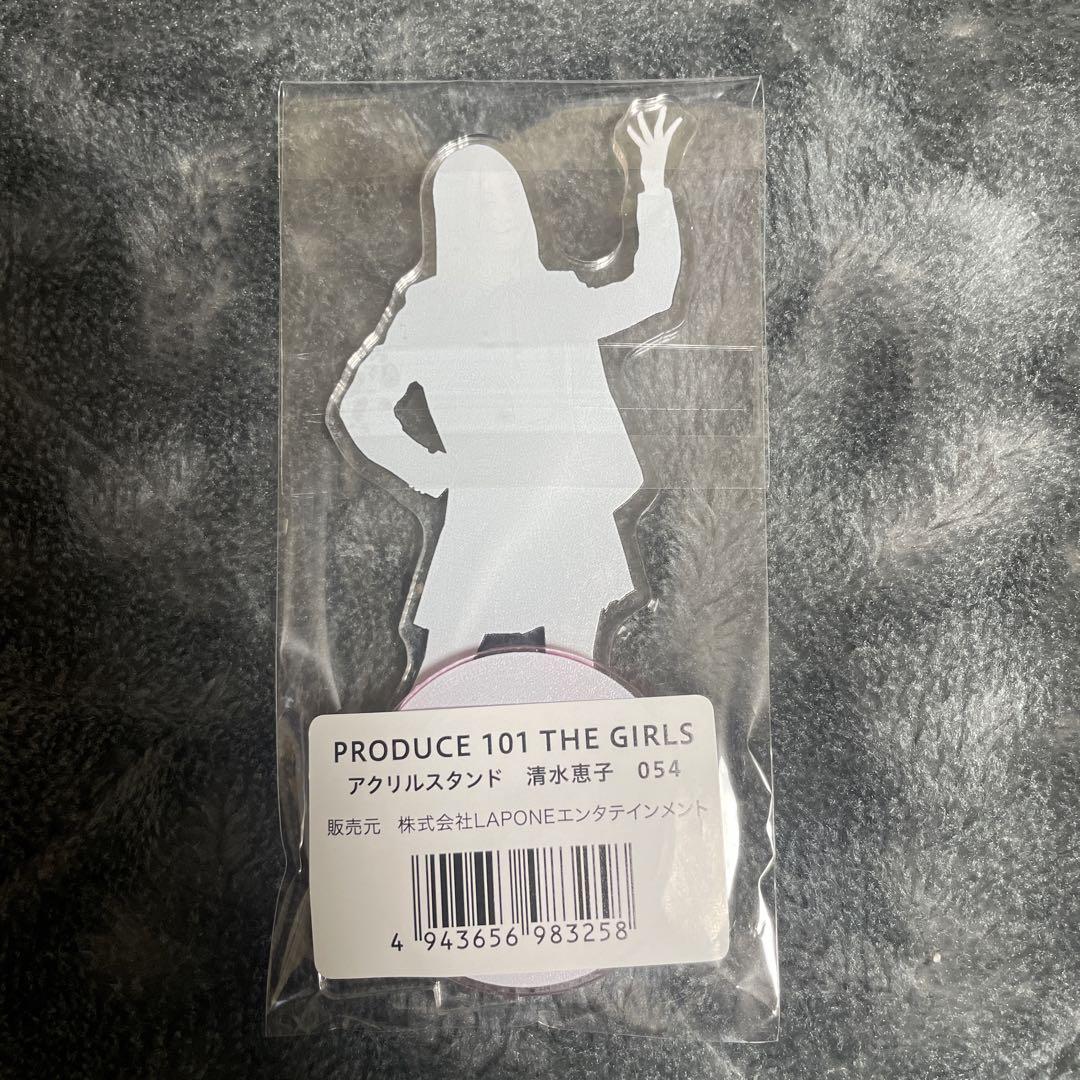 PRODUCE 101 THE GIRLS
アクリルスタンド　清水恵子　054
販売元　株式会社LAPONEエンタテインメント
4 943656 983258